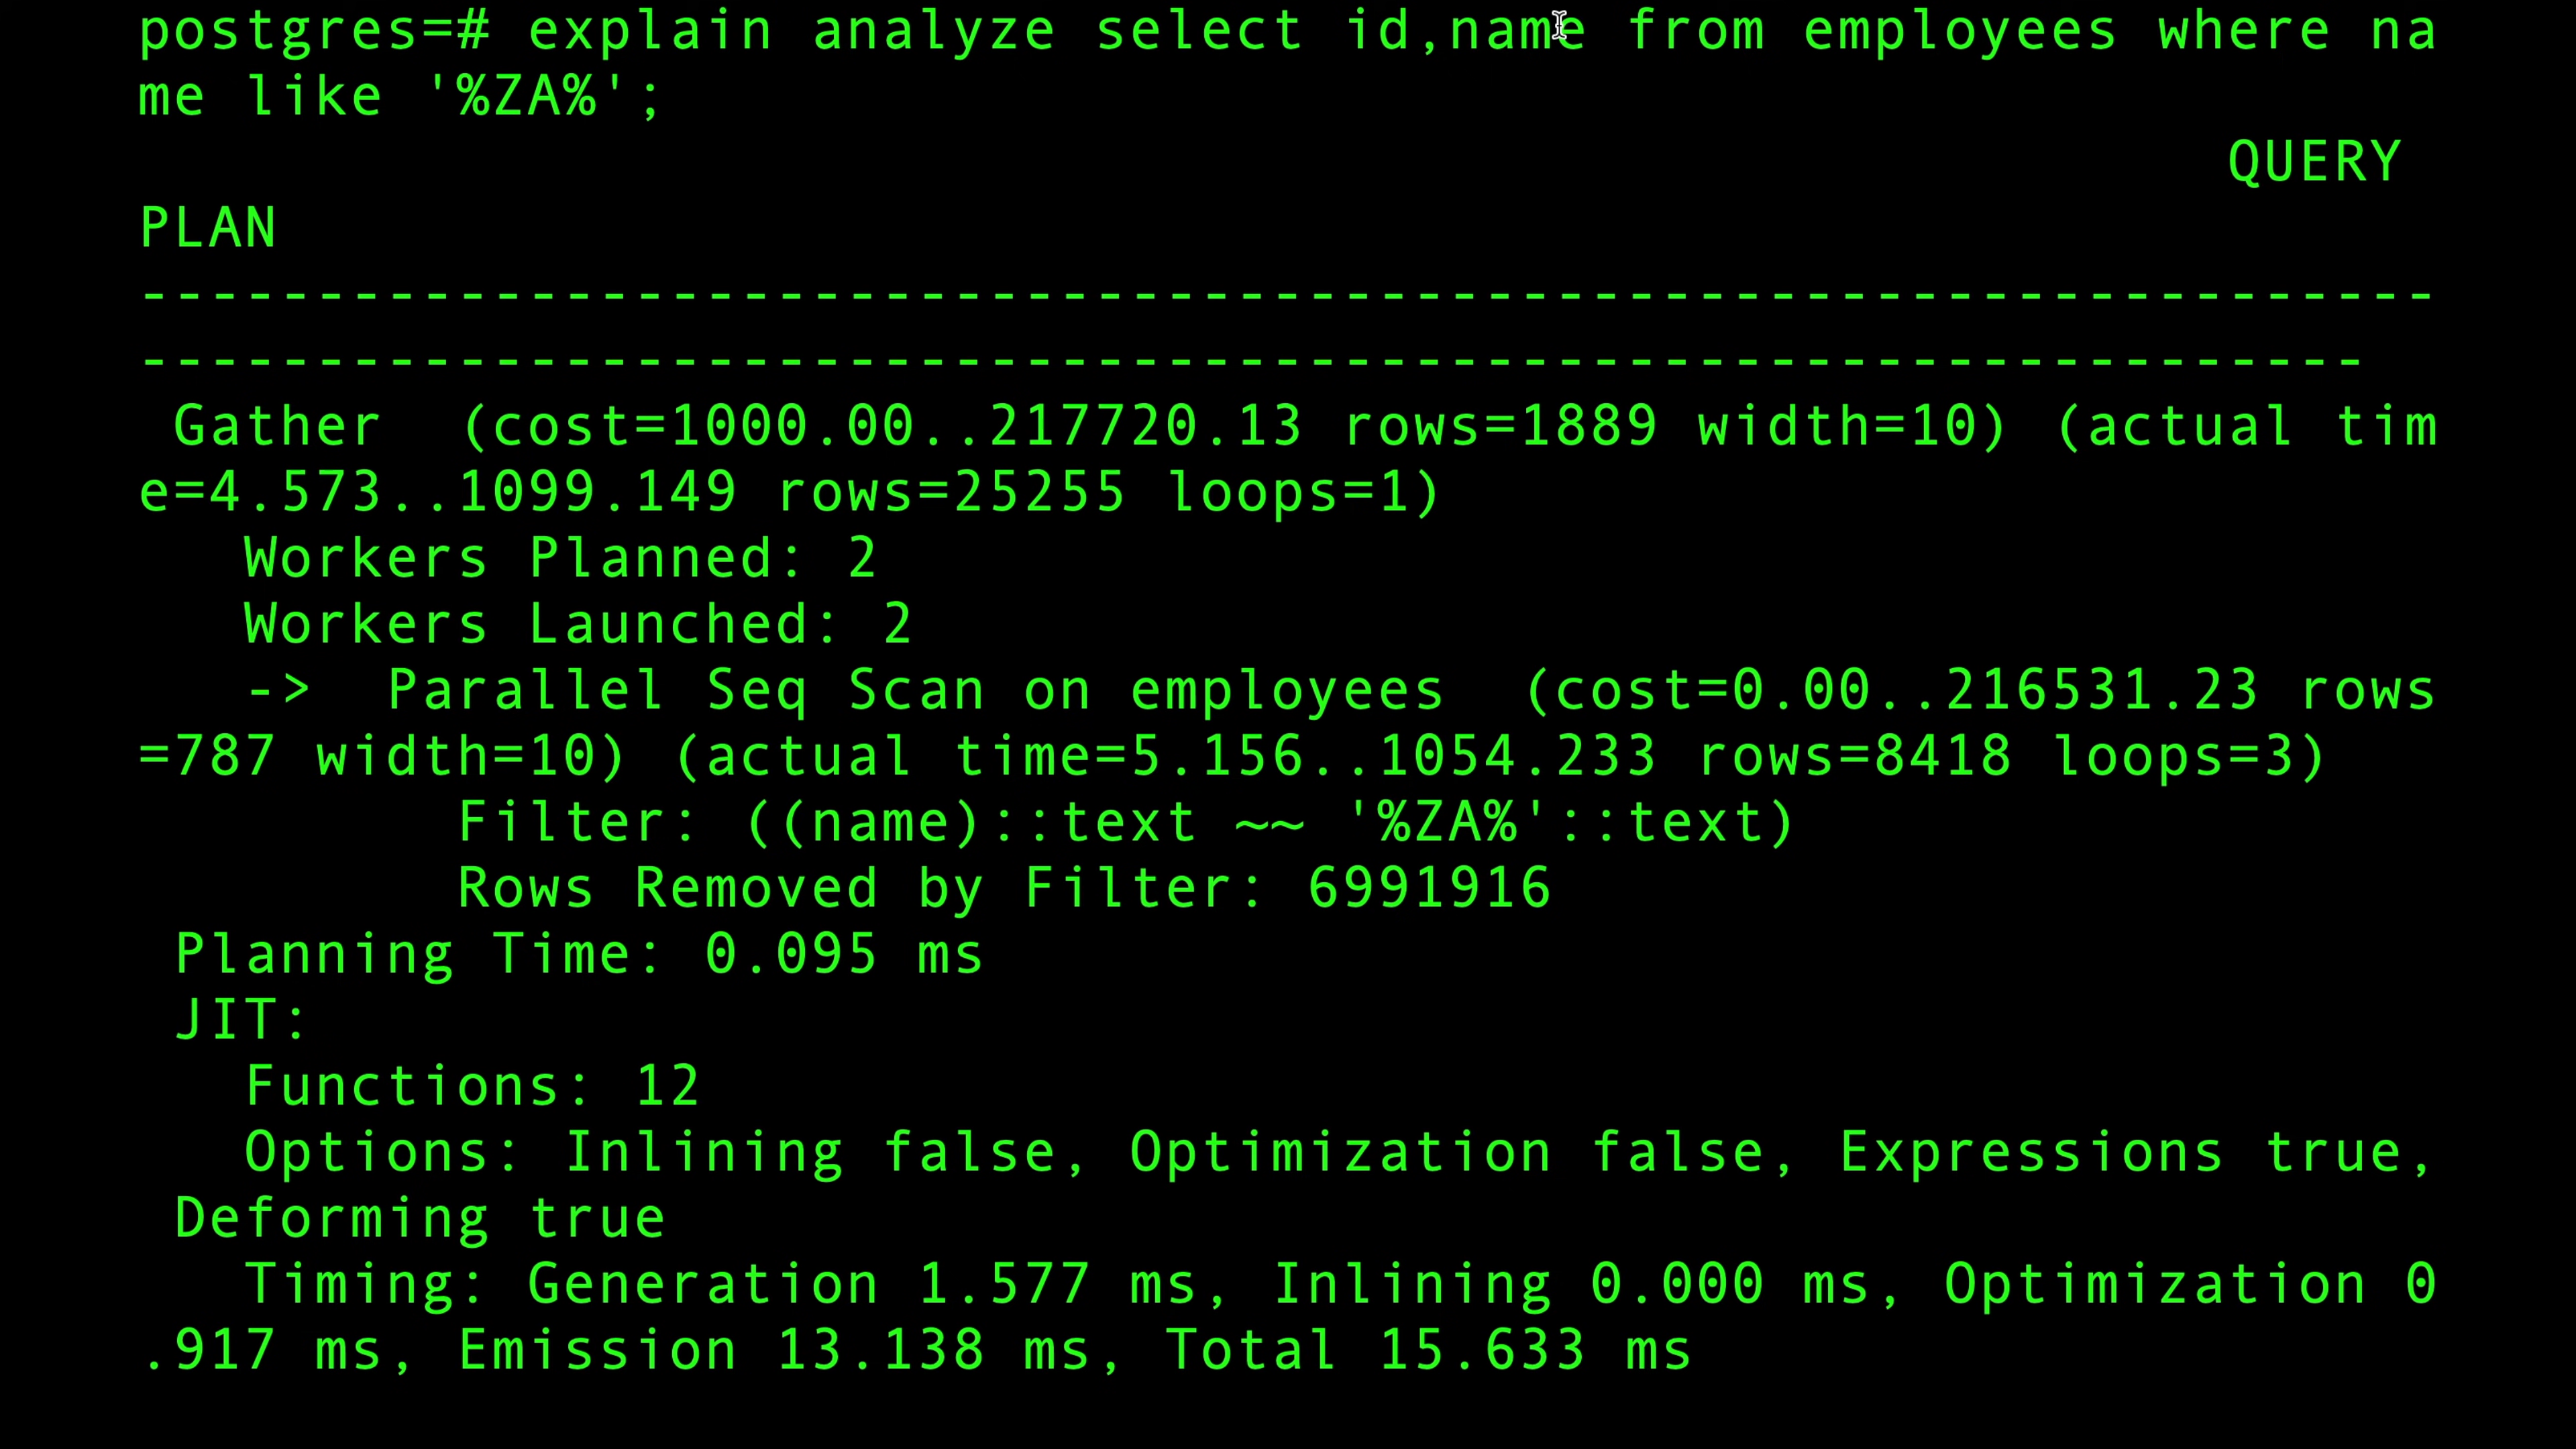 postgres=# explain analyze select id,name from employees where na
me like '%ZA%';
QUERY
PLAN
-----------------------------------------------------------------
---------------------------------------------------------------
Gather  (cost=1000.00..217720.13 rows=1889 width=10) (actual tim
e=4.573..1099.149 rows=25255 loops=1)
Workers Planned: 2
Workers Launched: 2
->  Parallel Seq Scan on employees  (cost=0.00..216531.23 rows
=787 width=10) (actual time=5.156..1054.233 rows=8418 loops=3)
Filter: ((name)::text ~~ '%ZA%'::text)
Rows Removed by Filter: 6991916
Planning Time: 0.095 ms
JIT:
Functions: 12
Options: Inlining false, Optimization false, Expressions true,
Deforming true
Timing: Generation 1.577 ms, Inlining 0.000 ms, Optimization 0
.917 ms, Emission 13.138 ms, Total 15.633 ms